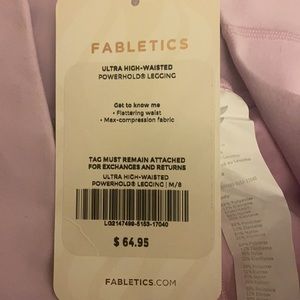 FABLETICS
ULTRA HIGH-WAISTED
POWERHOLD® LEGGING
Get to know me
• Flattering waist
• Max-compression fabric
TAG MUST REMAIN ATTACHED
FOR EXCHANGES AND RETURNS
ULTRA HIGH-WAISTED
POWERHOLD® LEGGING | M/8
LG2147499-5153-17040
$ 64.95
FABLETICS.COM